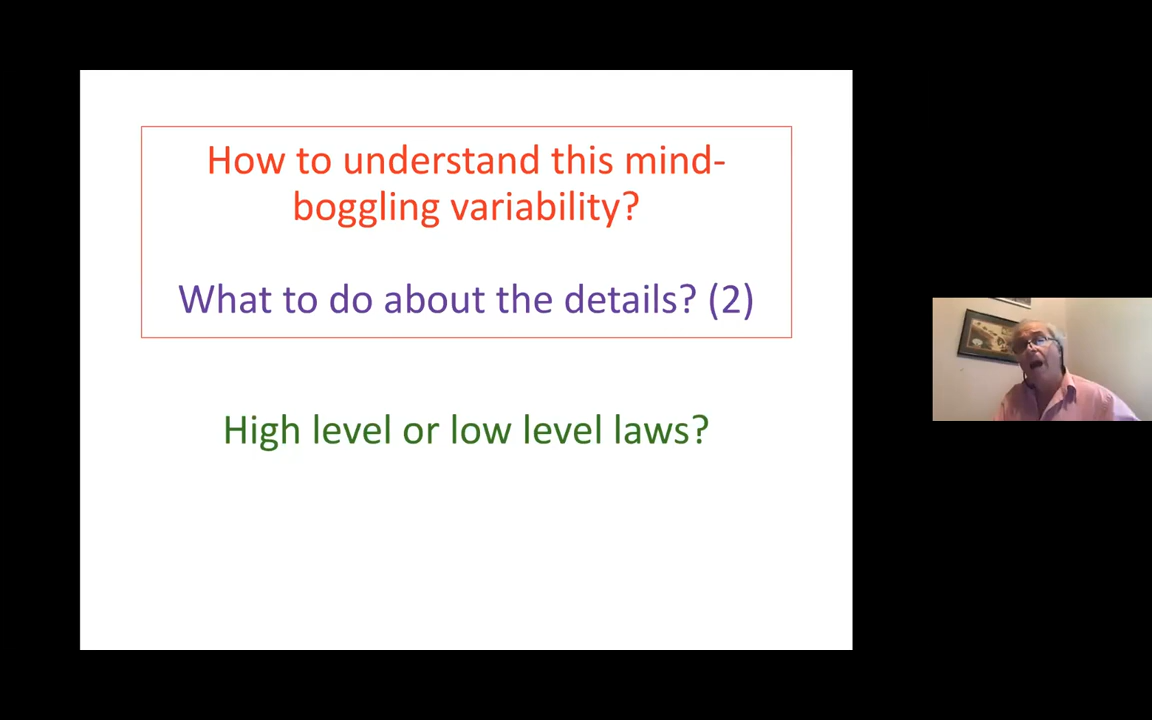 How to understand this mind-
boggling variability?
What to do about the details? (2)
High level or low level laws?